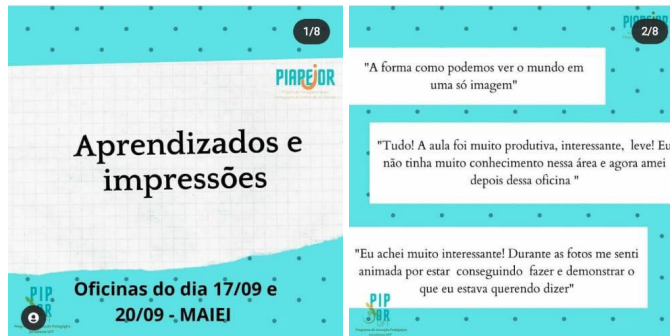 1/8
PIAPEJOR
Aprendizados e
impressões
PIP
Oficinas do dia 17/09 e
20/09 - MAIEI
2/8
"A forma como podemos ver o mundo em
uma só imagem"
"Tudo! A aula foi muito produtiva, interessante, leve! Eu
não tinha muito conhecimento nessa área e agora amei
depois dessa oficina "
"Eu achei muito interessante! Durante as fotos me senti
animada por estar conseguindo fazer e demonstrar o
que eu estava querendo dizer"
PIP